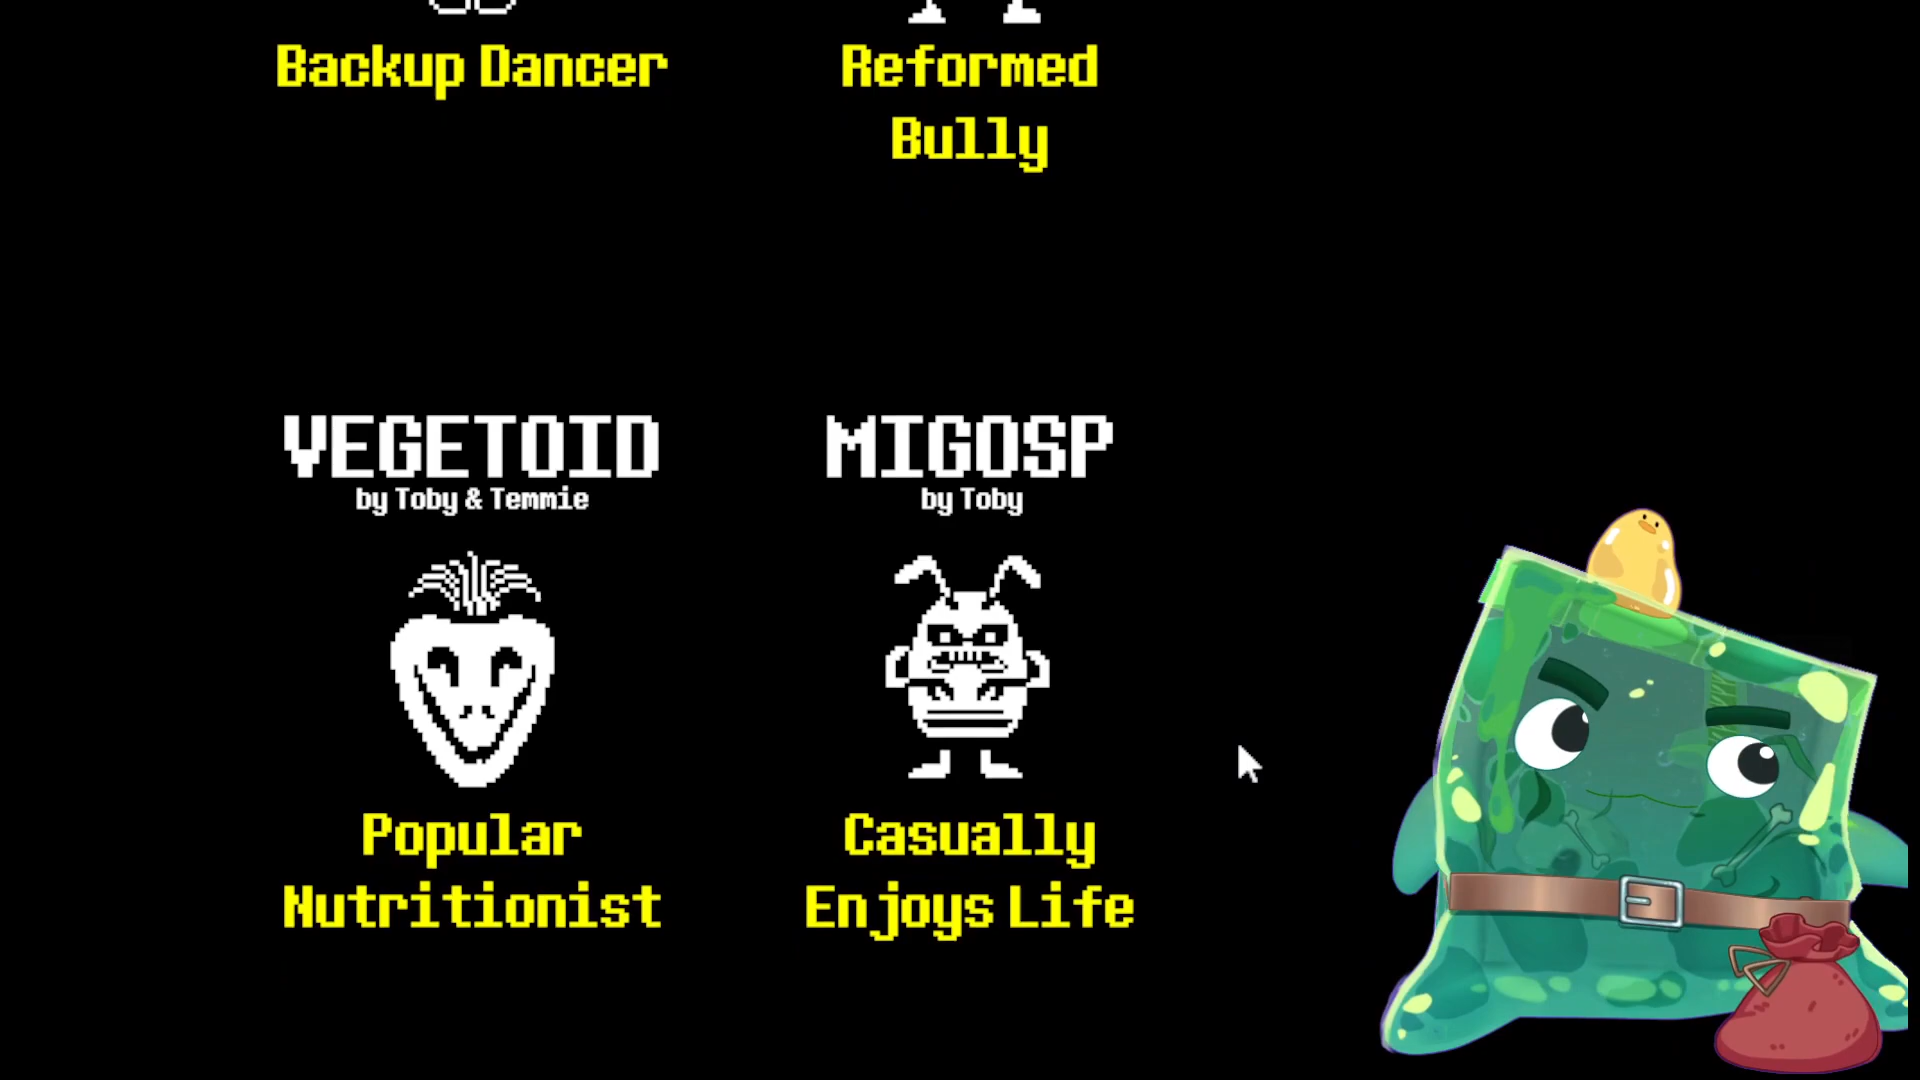 Backup Dancer
Reformed
Bully
VEGETOID
by Toby & Temmie
Popular
Nutritionist
MIGOSP
by Toby
Casually
Enjoys Life